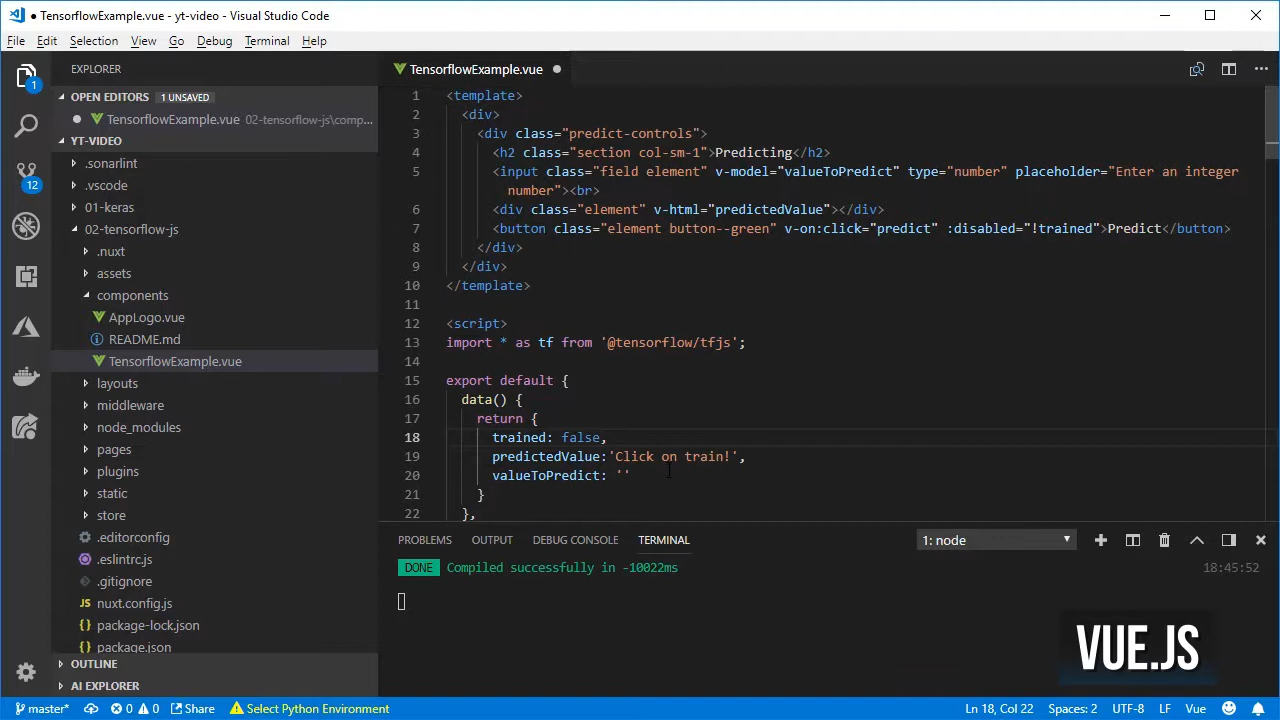 ● TensorflowExample.vue - yt-video - Visual Studio Code
File Edit Selection View Go Debug Terminal Help
EXPLORER
OPEN EDITORS 1 UNSAVED
● TensorflowExample.vue 02-tensorflow-js\comp...
YT-VIDEO
.sonarlint
.vscode
01-keras
02-tensorflow-js
.nuxt
assets
components
AppLogo.vue
README.md
TensorflowExample.vue
layouts
middleware
node_modules
pages
plugins
static
store
.editorconfig
.eslintrc.js
.gitignore
JS nuxt.config.js
{} package-lock.json
{} package.json
OUTLINE
AI EXPLORER
1
12
TensorflowExample.vue ●
1 <template>
2 <div>
3 <div class="predict-controls">
4 <h2 class="section col-sm-1">Predicting</h2>
5 <input class="field element" v-model="valueToPredict" type="number" placeholder="Enter an integer
number"><br>
6 <div class="element" v-html="predictedValue"></div>
7 <button class="element button--green" v-on:click="predict" :disabled="!trained">Predict</button>
8 </div>
9 </div>
10 </template>
11
12 <script>
13 import * as tf from '@tensorflow/tfjs';
14
15 export default {
16 data() {
17 return {
18 trained: false,
19 predictedValue:'Click on train!',
20 valueToPredict: ''
21 }
22 },
PROBLEMS OUTPUT DEBUG CONSOLE TERMINAL 1: node
DONE Compiled successfully in -10022ms 18:45:52
VUE.JS
master* 0 0 Share Select Python Environment Ln 18, Col 22 Spaces: 2 UTF-8 LF Vue